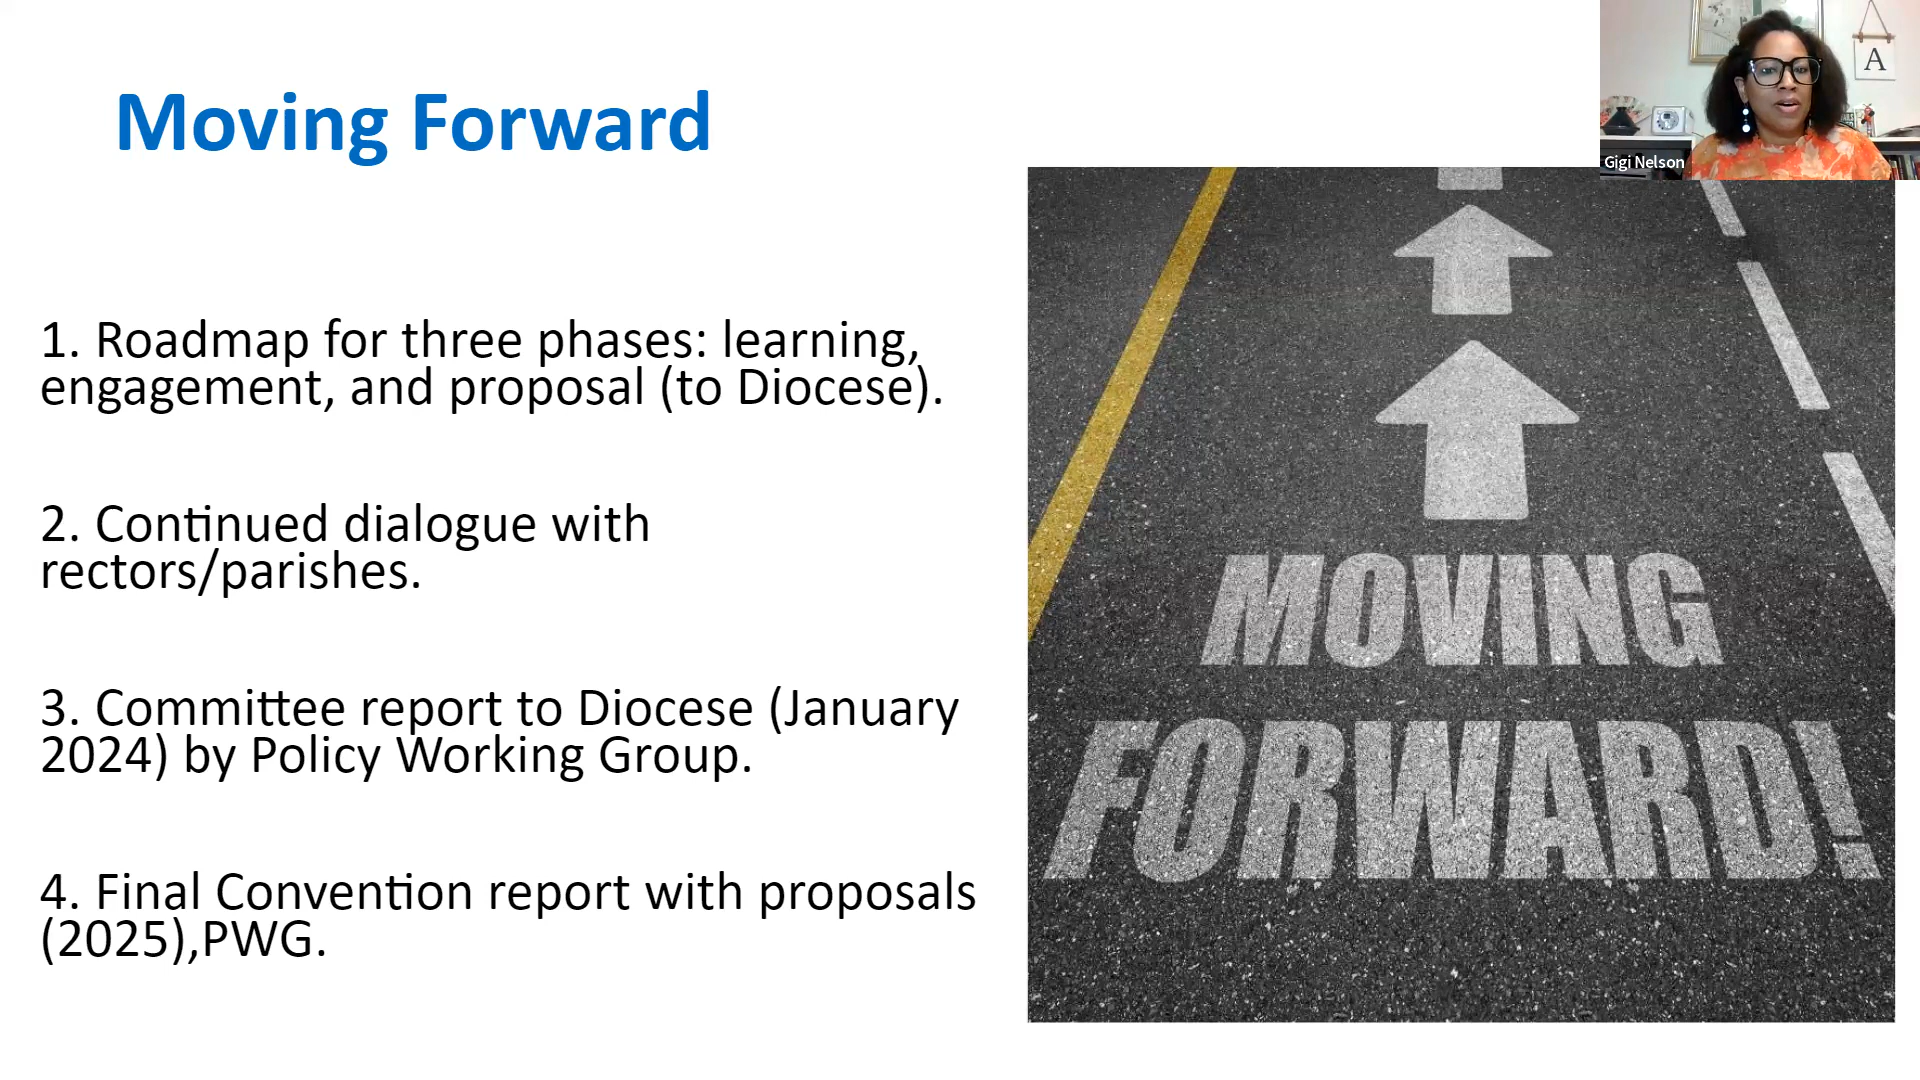 Moving Forward
1. Roadmap for three phases: learning,
engagement, and proposal (to Diocese).
2. Continued dialogue with
rectors/parishes.
3. Committee report to Diocese (January
2024) by Policy Working Group.
4. Final Convention report with proposals
(2025),PWG.
A
Gigi Nelson
MOVING
FORWARD!